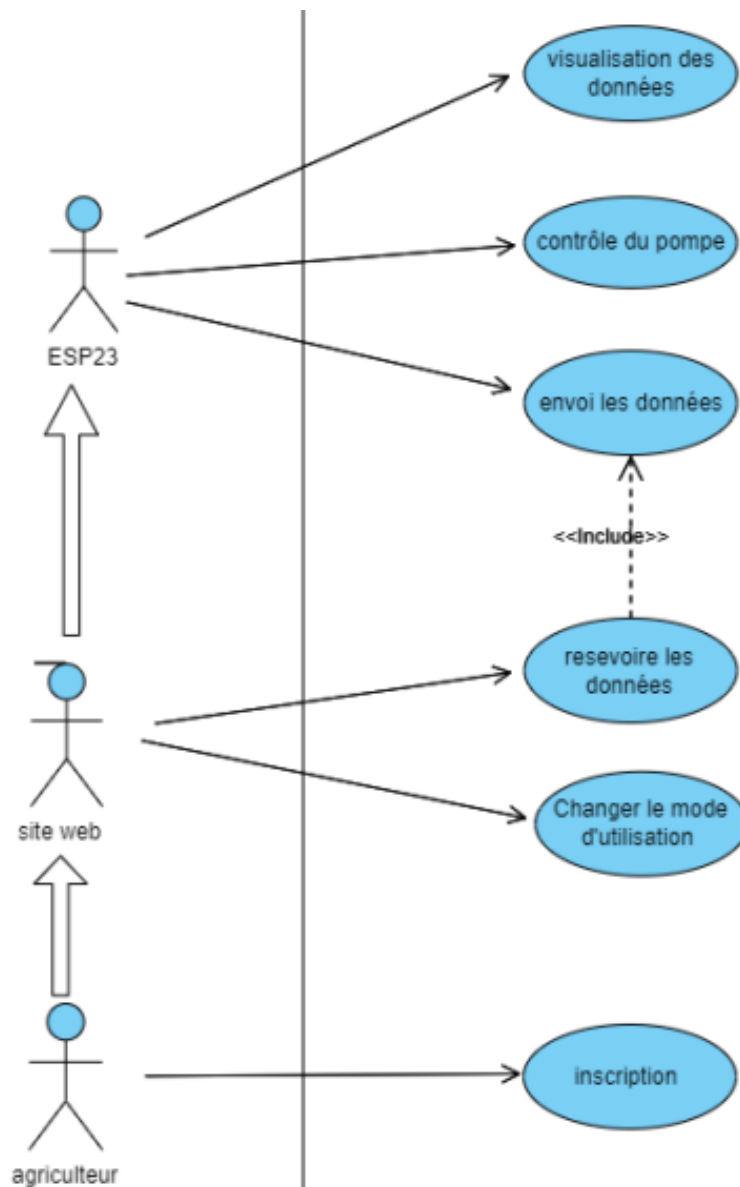 visualisation des
données
contrôle du pompe
ESP23
envoi les données
<<Include>>
resevoire les
données
site web
Changer le mode
d'utilisation
inscription
agriculteur